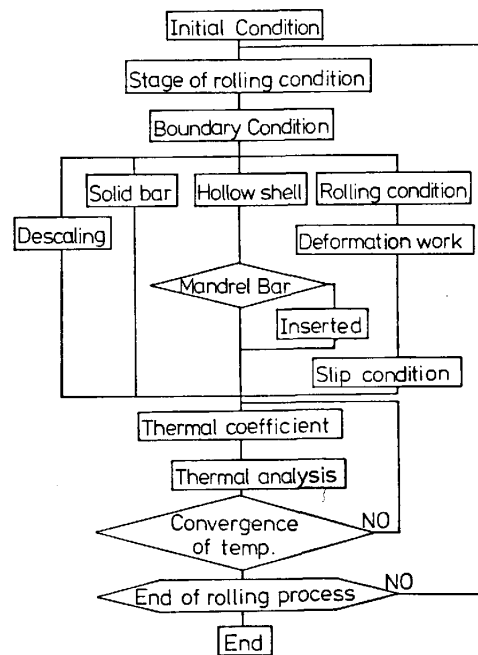 Initial Condition
Stage of rolling condition
Boundary Condition
Solid bar
Hollow shell
Rolling condition
Descaling
Deformation work
Mandrel Bar
Inserted
Slip condition
Thermal coefficient
Thermal analysis
Convergence
of temp.
NO
End of rolling process
NO
End